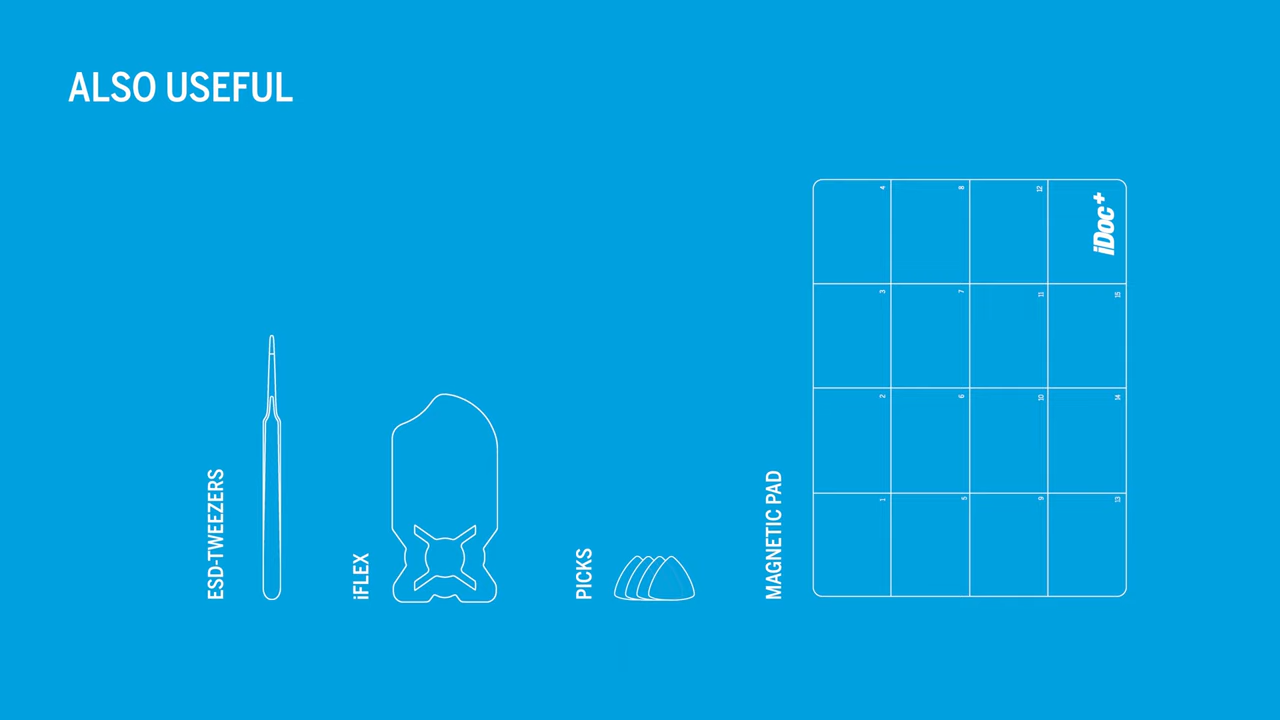 ALSO USEFUL
ESD-TWEEZERS
iFLEX
PICKS
MAGNETIC PAD
4 8 12 iDoc+
3 7 11 15
2 6 10 14
1 5 9 13